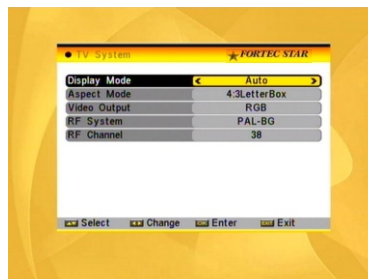 TV System FORTEC STAR
Display Mode Auto
Aspect Mode 4:3LetterBox
Video Output RGB
RF System PAL-BG
RF Channel 38
Select Change Enter Exit